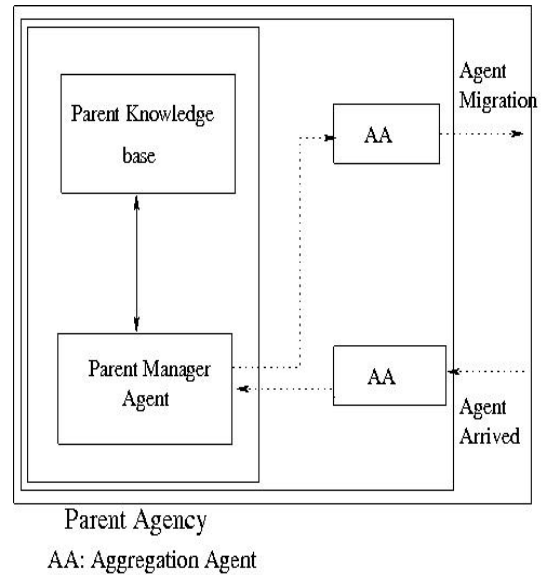 Parent Knowledge
base
AA
Agent
Migration
Parent Manager
Agent
AA
Agent
Arrived
Parent Agency
AA: Aggregation Agent